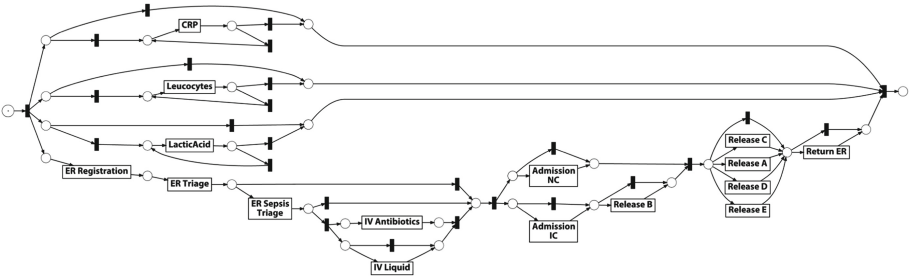 CRP
Leucocytes
LacticAcid
ER Registration
ER Triage
ER Sepsis
Triage
IV Antibiotics
IV Liquid
Admission
NC
Admission
IC
Release B
Release C
Release A
Release D
Release E
Return ER